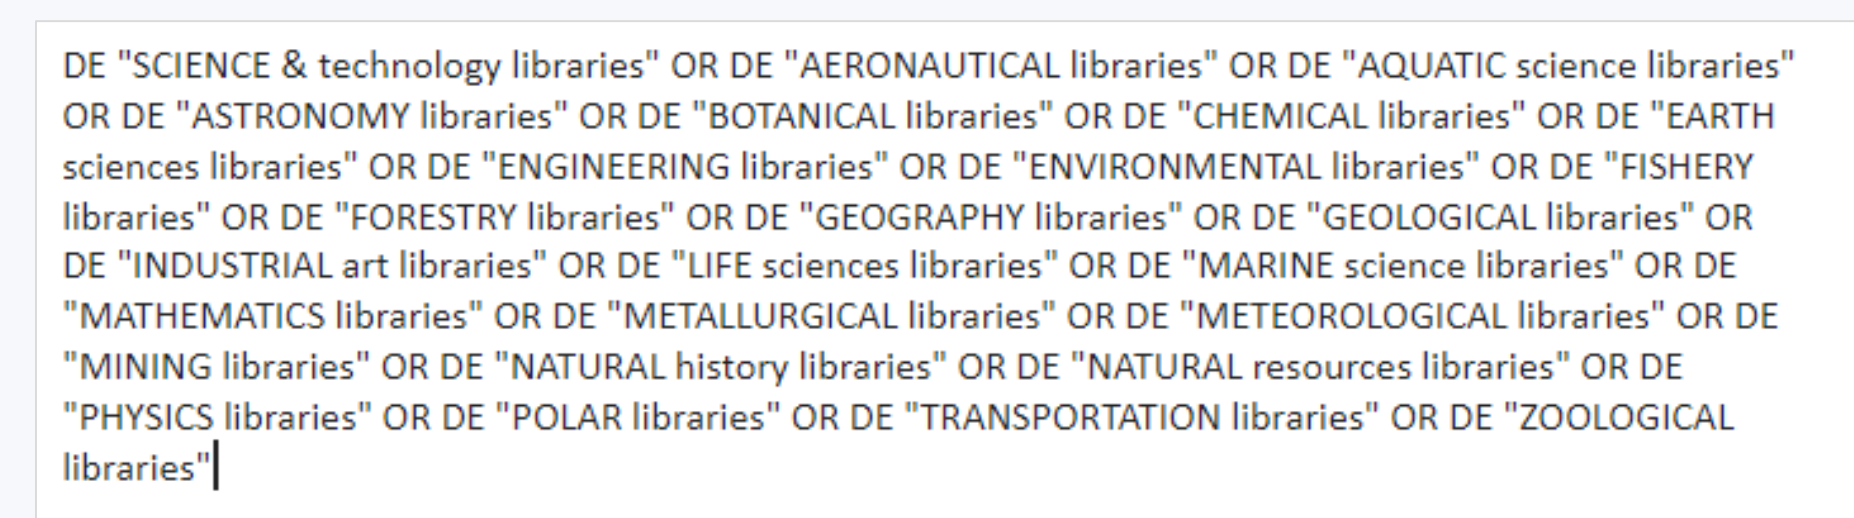 DE "SCIENCE & technology libraries" OR DE "AERONAUTICAL libraries" OR DE "AQUATIC science libraries"
OR DE "ASTRONOMY libraries" OR DE "BOTANICAL libraries" OR DE "CHEMICAL libraries" OR DE "EARTH
sciences libraries" OR DE "ENGINEERING libraries" OR DE "ENVIRONMENTAL libraries" OR DE "FISHERY
libraries" OR DE "FORESTRY libraries" OR DE "GEOGRAPHY libraries" OR DE "GEOLOGICAL libraries" OR
DE "INDUSTRIAL art libraries" OR DE "LIFE sciences libraries" OR DE "MARINE science libraries" OR DE
"MATHEMATICS libraries" OR DE "METALLURGICAL libraries" OR DE "METEOROLOGICAL libraries" OR DE
"MINING libraries" OR DE "NATURAL history libraries" OR DE "NATURAL resources libraries" OR DE
"PHYSICS libraries" OR DE "POLAR libraries" OR DE "TRANSPORTATION libraries" OR DE "ZOOLOGICAL
libraries"